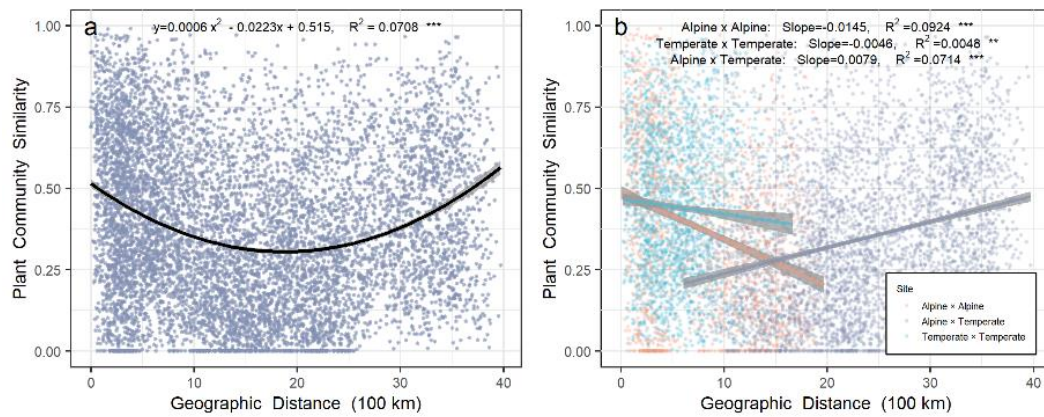 a
y=0.0006 x² - 0.0223x + 0.515, R² = 0.0708 ***
Plant Community Similarity
1.00
0.75
0.50
0.25
0.00
0 10 20 30 40
Geographic Distance (100 km)
b
Alpine x Alpine: Slope=-0.0145, R² =0.0924 ***
Temperate x Temperate: Slope=-0.0046, R² =0.0048 **
Alpine x Temperate: Slope=0.0079, R² =0.0714 ***
Plant Community Similarity
1.00
0.75
0.50
0.25
0.00
Site
Alpine × Alpine
Alpine × Temperate
Temperate × Temperate
0 10 20 30 40
Geographic Distance (100 km)